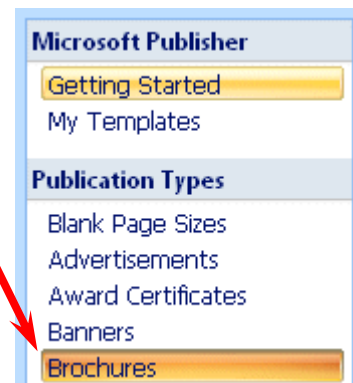 Microsoft Publisher
Getting Started
My Templates
Publication Types
Blank Page Sizes
Advertisements
Award Certificates
Banners
Brochures